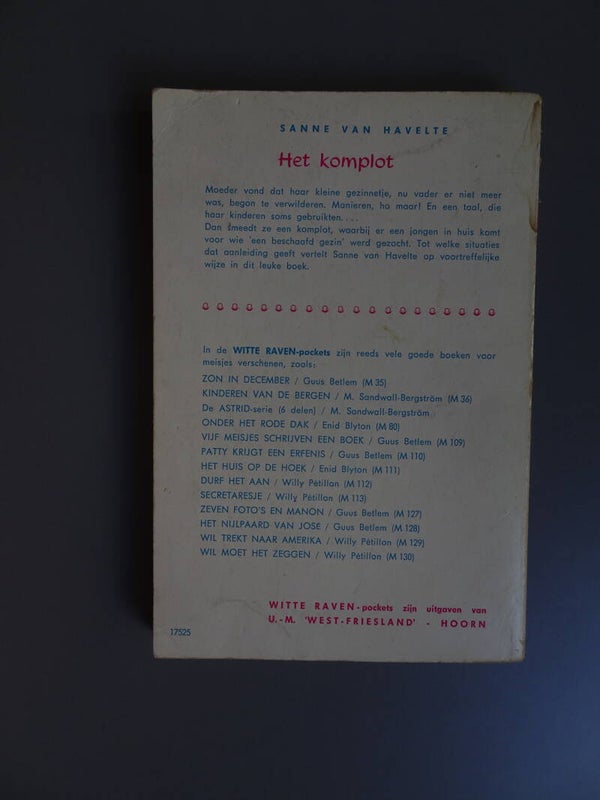 SANNE VAN HAVELTE
Het komplot
Moeder vond dat haar kleine gezinnetje, nu vader er niet meer
was, begon te verwilderen. Manieren, ho maar! En een taal, die
haar kinderen soms gebruikten....
Dan smeedt ze een komplot, waarbij er een jongen in huis komt
voor wie 'een beschaafd gezin' werd gezocht. Tot welke situaties
dat aanleiding geeft vertelt Sanne van Havelte op voortreffelijke
wijze in dit leuke boek.
In de WITTE RAVEN-pockets zijn reeds vele goede boeken voor
meisjes verschenen, zoals:
ZON IN DECEMBER / Guus Betlem (M 35)
KINDEREN VAN DE BERGEN / M. Sandwall-Bergström (M 36)
De ASTRID-serie (6 delen) / M. Sandwall-Bergström
ONDER HET RODE DAK / Enid Blyton (M 80)
VIJF MEISJES SCHRIJVEN EEN BOEK / Guus Betlem (M 109)
PATTY KRIJGT EEN ERFENIS / Guus Betlem (M 110)
HET HUIS OP DE HOEK / Enid Blyton (M 111)
DURF HET AAN / Willy Pétillon (M 112)
SECRETARESJE / Willy Pétillon (M 113)
ZEVEN FOTO'S EN MANON / Guus Betlem (M 127)
HET NIJLPAARD VAN JOSE / Guus Betlem (M 128)
WIL TREKT NAAR AMERIKA / Willy Pétillon (M 129)
WIL MOET HET ZEGGEN / Willy Pétillon (M 130)
WITTE RAVEN-pockets zijn uitgaven van
U.-M. 'WEST-FRIESLAND' - HOORN
17525